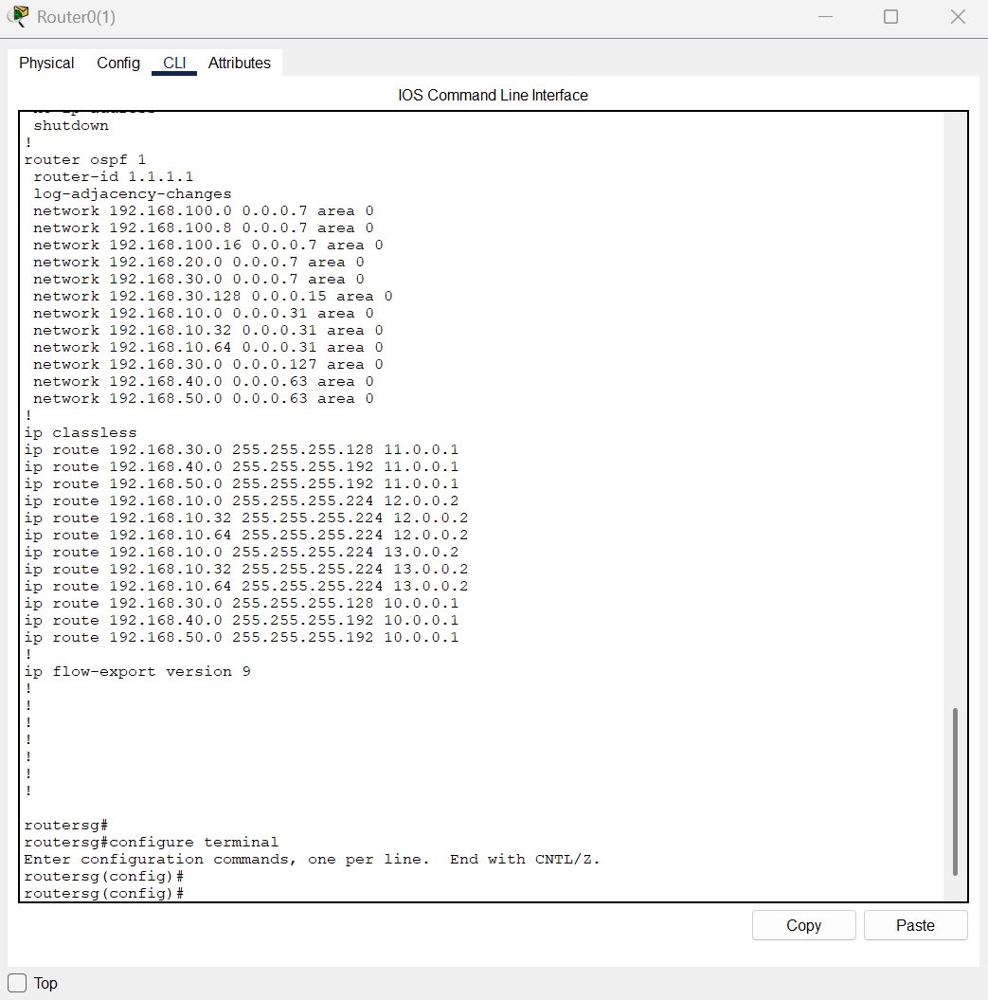 Router0(1)
Physical Config CLI Attributes
IOS Command Line Interface
no ip address
shutdown
!
router ospf 1
router-id 1.1.1.1
log-adjacency-changes
network 192.168.100.0 0.0.0.7 area 0
network 192.168.100.8 0.0.0.7 area 0
network 192.168.100.16 0.0.0.7 area 0
network 192.168.20.0 0.0.0.7 area 0
network 192.168.30.0 0.0.0.7 area 0
network 192.168.30.128 0.0.0.15 area 0
network 192.168.10.0 0.0.0.31 area 0
network 192.168.10.32 0.0.0.31 area 0
network 192.168.10.64 0.0.0.31 area 0
network 192.168.30.0 0.0.0.127 area 0
network 192.168.40.0 0.0.0.63 area 0
network 192.168.50.0 0.0.0.63 area 0
!
ip classless
ip route 192.168.30.0 255.255.255.128 11.0.0.1
ip route 192.168.40.0 255.255.255.192 11.0.0.1
ip route 192.168.50.0 255.255.255.192 11.0.0.1
ip route 192.168.10.0 255.255.255.224 12.0.0.2
ip route 192.168.10.32 255.255.255.224 12.0.0.2
ip route 192.168.10.64 255.255.255.224 12.0.0.2
ip route 192.168.10.0 255.255.255.224 13.0.0.2
ip route 192.168.10.32 255.255.255.224 13.0.0.2
ip route 192.168.10.64 255.255.255.224 13.0.0.2
ip route 192.168.30.0 255.255.255.128 10.0.0.1
ip route 192.168.40.0 255.255.255.192 10.0.0.1
ip route 192.168.50.0 255.255.255.192 10.0.0.1
!
ip flow-export version 9
!
!
!
!
!
!
!
routersg#
routersg#configure terminal
Enter configuration commands, one per line. End with CNTL/Z.
routersg(config)#
routersg(config)#
Copy Paste
Top